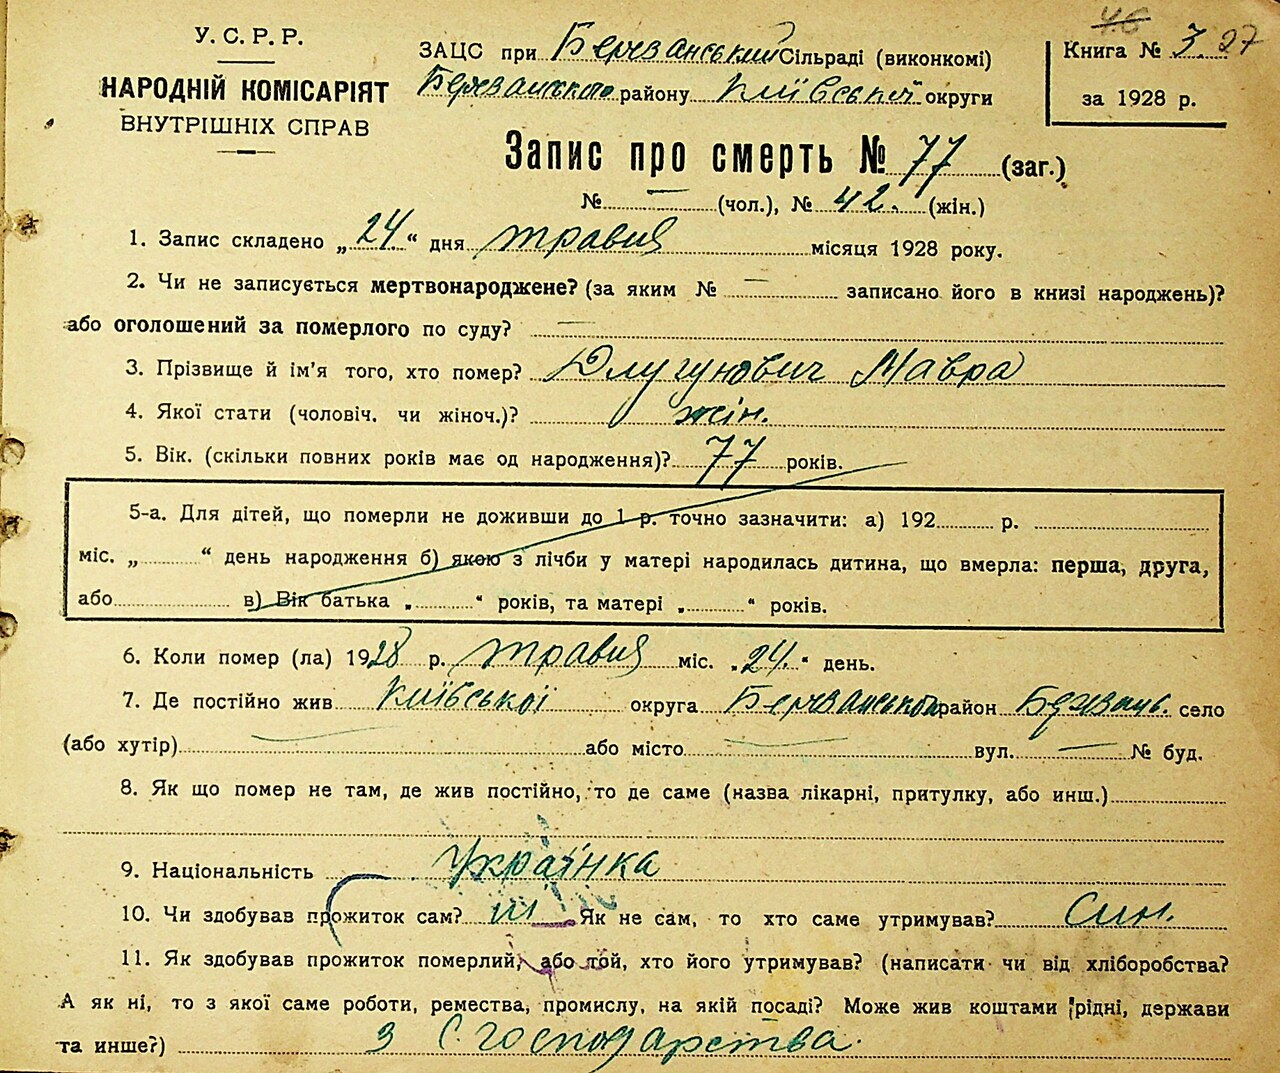 У. С. Р. Р.
НАРОДНІЙ КОМІСАРІЯТ
ВНУТРІШНІХ СПРАВ
ЗАЦС при Березанській Сільраді (виконкомі)
Березанського району Київської округи
46
Книга № 3 27
за 1928 р.
Запис про смерть № 77 (заг.)
№ — (чол.), № 42. (жін.)
1. Запис складено „24“ дня травня місяця 1928 року.
2. Чи не записується мертвонароджене? (за яким № — записано його в книзі народжень)?
або оголошений за померлого по суду? —
3. Прізвище й ім’я того, хто помер? Длугунович Мавра
4. Якої стати (чоловіч. чи жіноч.)? жін.
5. Вік. (скільки повних років має од народження)? 77 років.
5-а. Для дітей, що померли не доживши до 1 р. точно зазначити: а) 192 р.
міс. „ “ день народження б) якою з лічби у матері народилась дитина, що вмерла: перша, друга,
або в) Вік батька „ “ років, та матері „ “ років.
6. Коли помер (ла) 1928 р. травня міс. „24.“ день.
7. Де постійно жив Київської округа Березанського район село
(або хутір) — або місто — вул. — № буд.
8. Як що помер не там, де жив постійно, то де саме (назва лікарні, притулку, або инш.)
9. Національність Українка
10. Чи здобував прожиток сам? ні Як не сам, то хто саме утримував? Син.
11. Як здобував прожиток померлий, або той, хто його утримував? (написати чи від хліборобства?
А як ні, то з якої саме роботи, ремества, промислу, на якій посаді? Може жив коштами рідні, держави
та инше?) З С. господарства.